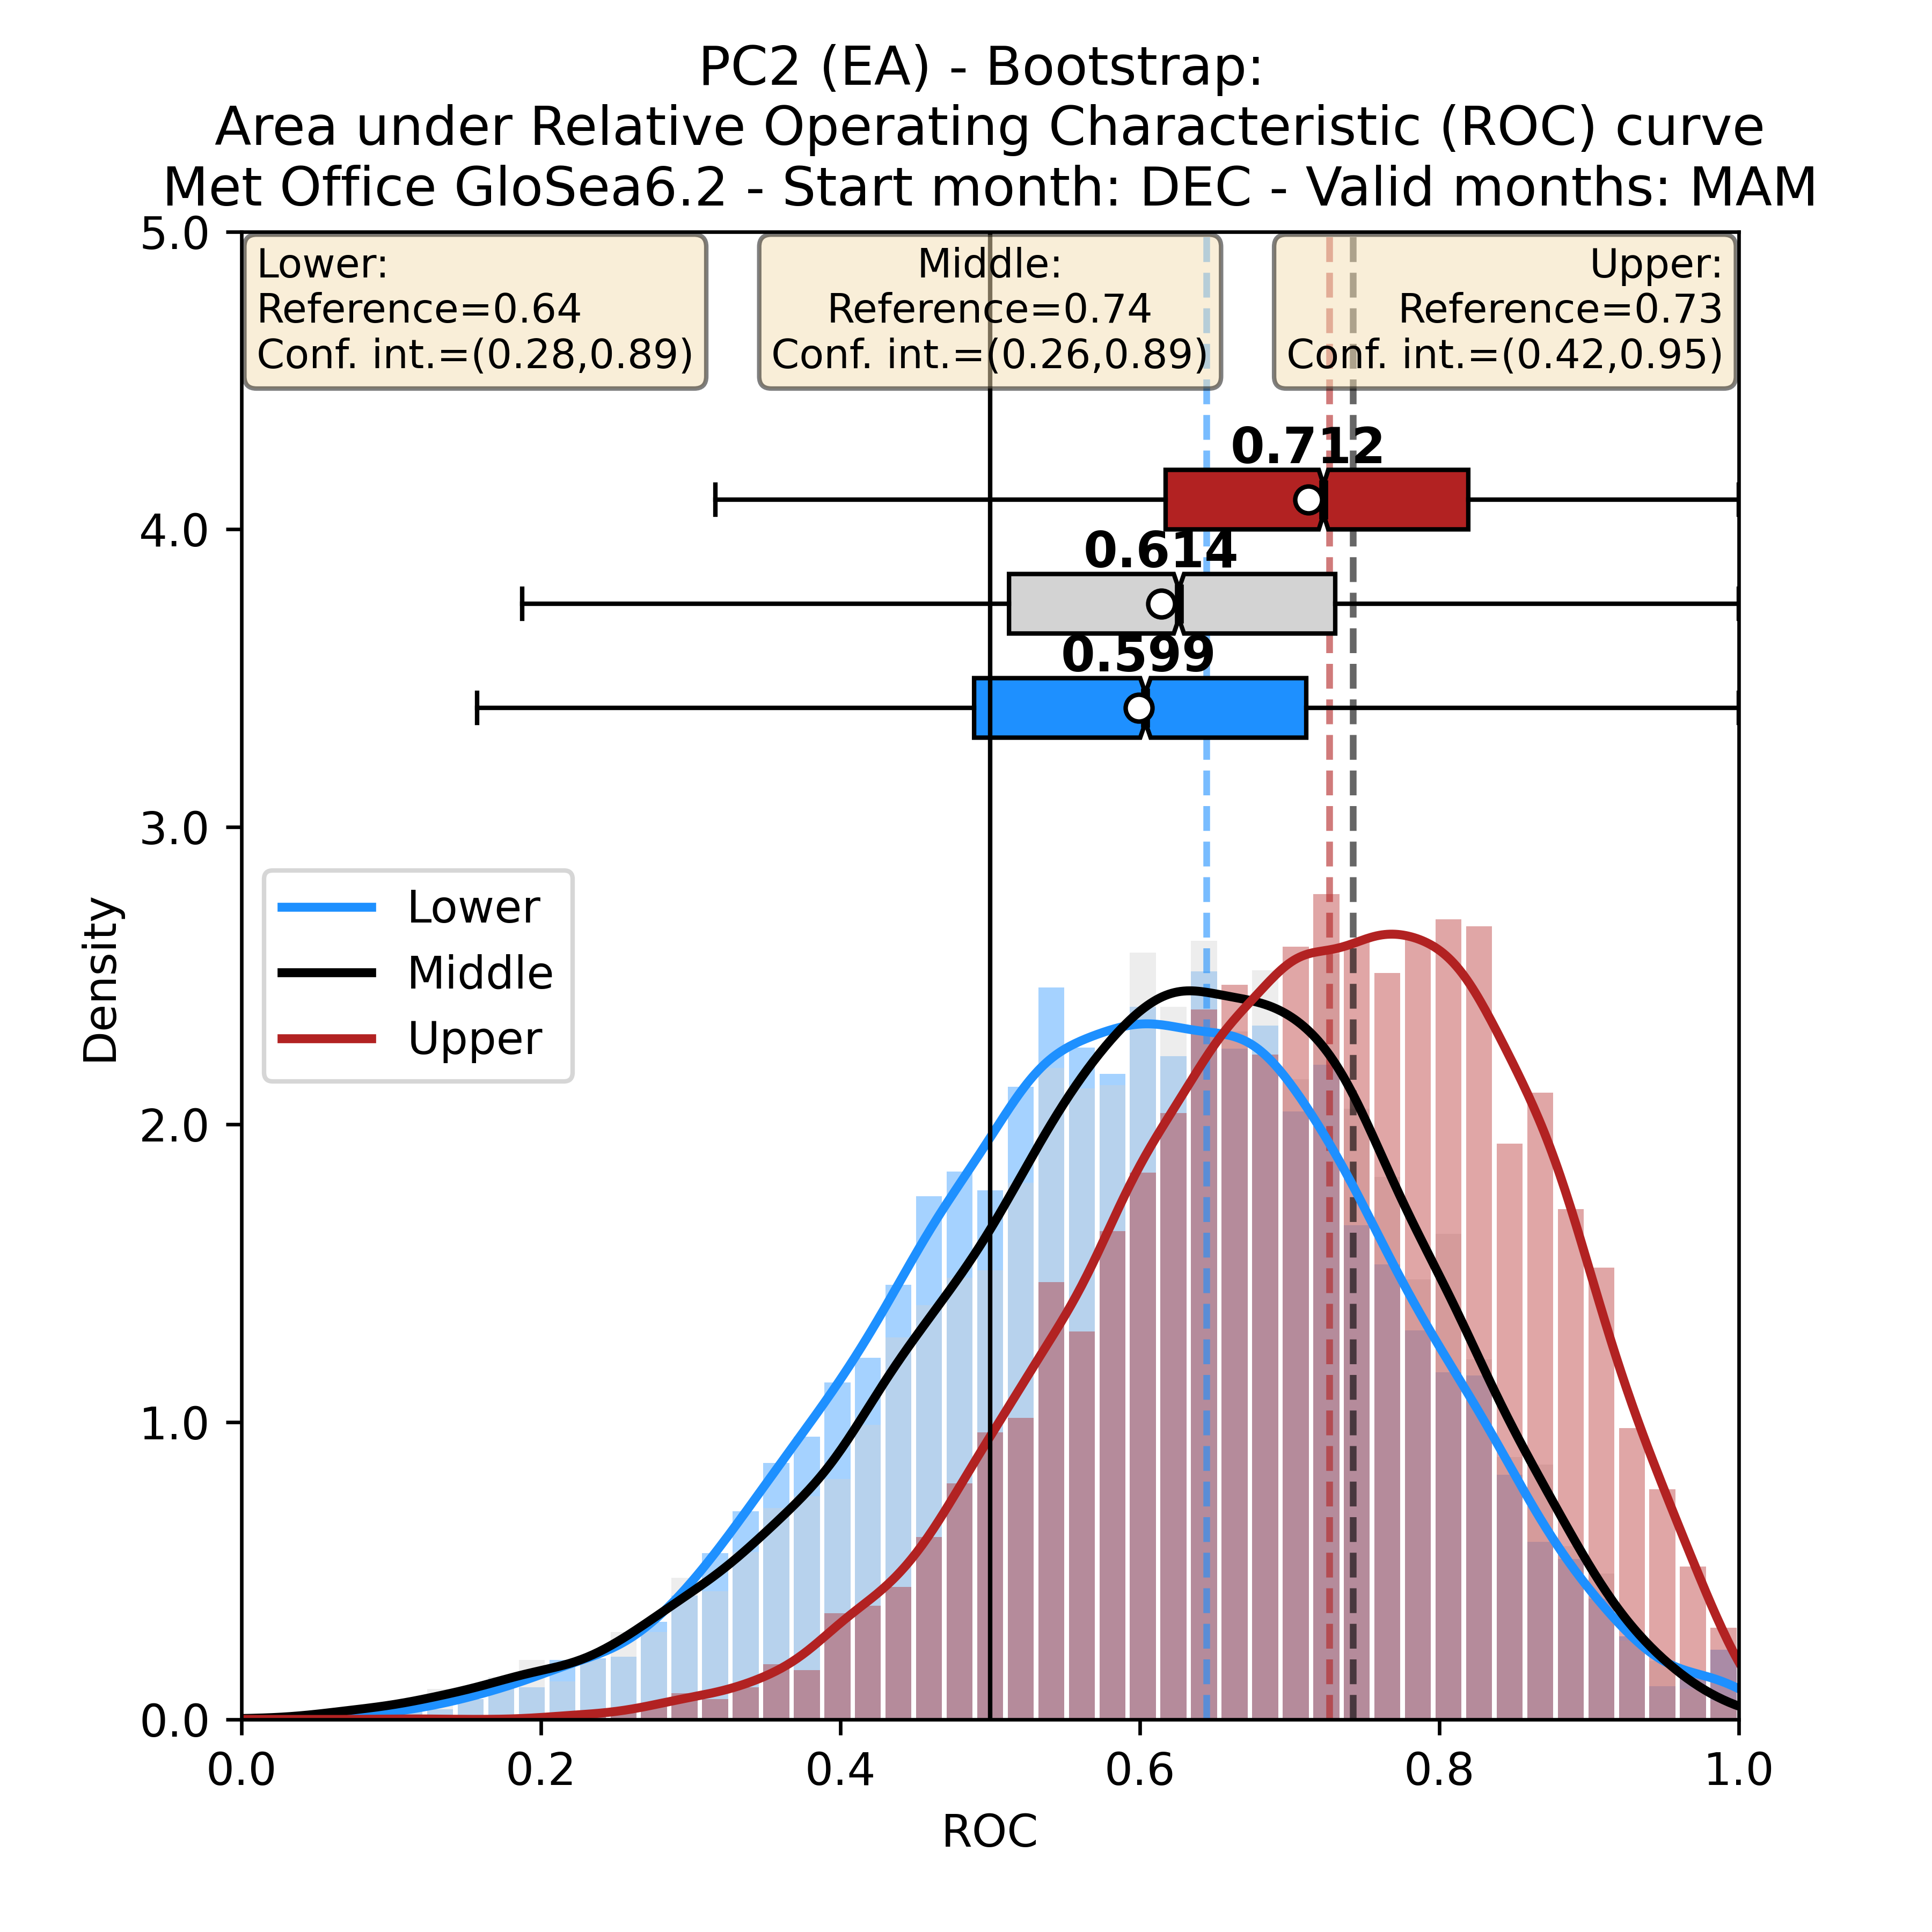 PC2 (EA) - Bootstrap:
Area under Relative Operating Characteristic (ROC) curve
Met Office GloSea6.2 - Start month: DEC - Valid months: MAM
Lower:
Reference=0.64
Conf. int.=(0.28,0.89)
Middle:
Reference=0.74
Conf. int.=(0.26,0.89)
Upper:
Reference=0.73
Conf. int.=(0.42,0.95)
0.712
0.614
0.599
5.0
4.0
3.0
2.0
1.0
0.0
Density
Lower
Middle
Upper
0.0
0.2
0.4
0.6
0.8
1.0
ROC